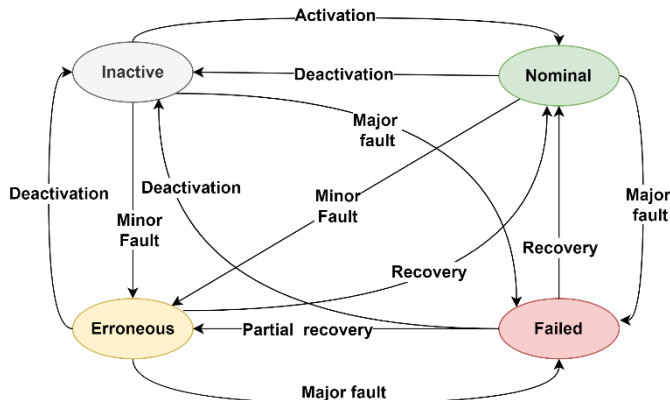 Activation
Inactive
Deactivation
Nominal
Major
fault
Deactivation
Deactivation
Minor
Fault
Minor
Fault
Major
fault
Recovery
Recovery
Erroneous
Partial recovery
Failed
Major fault